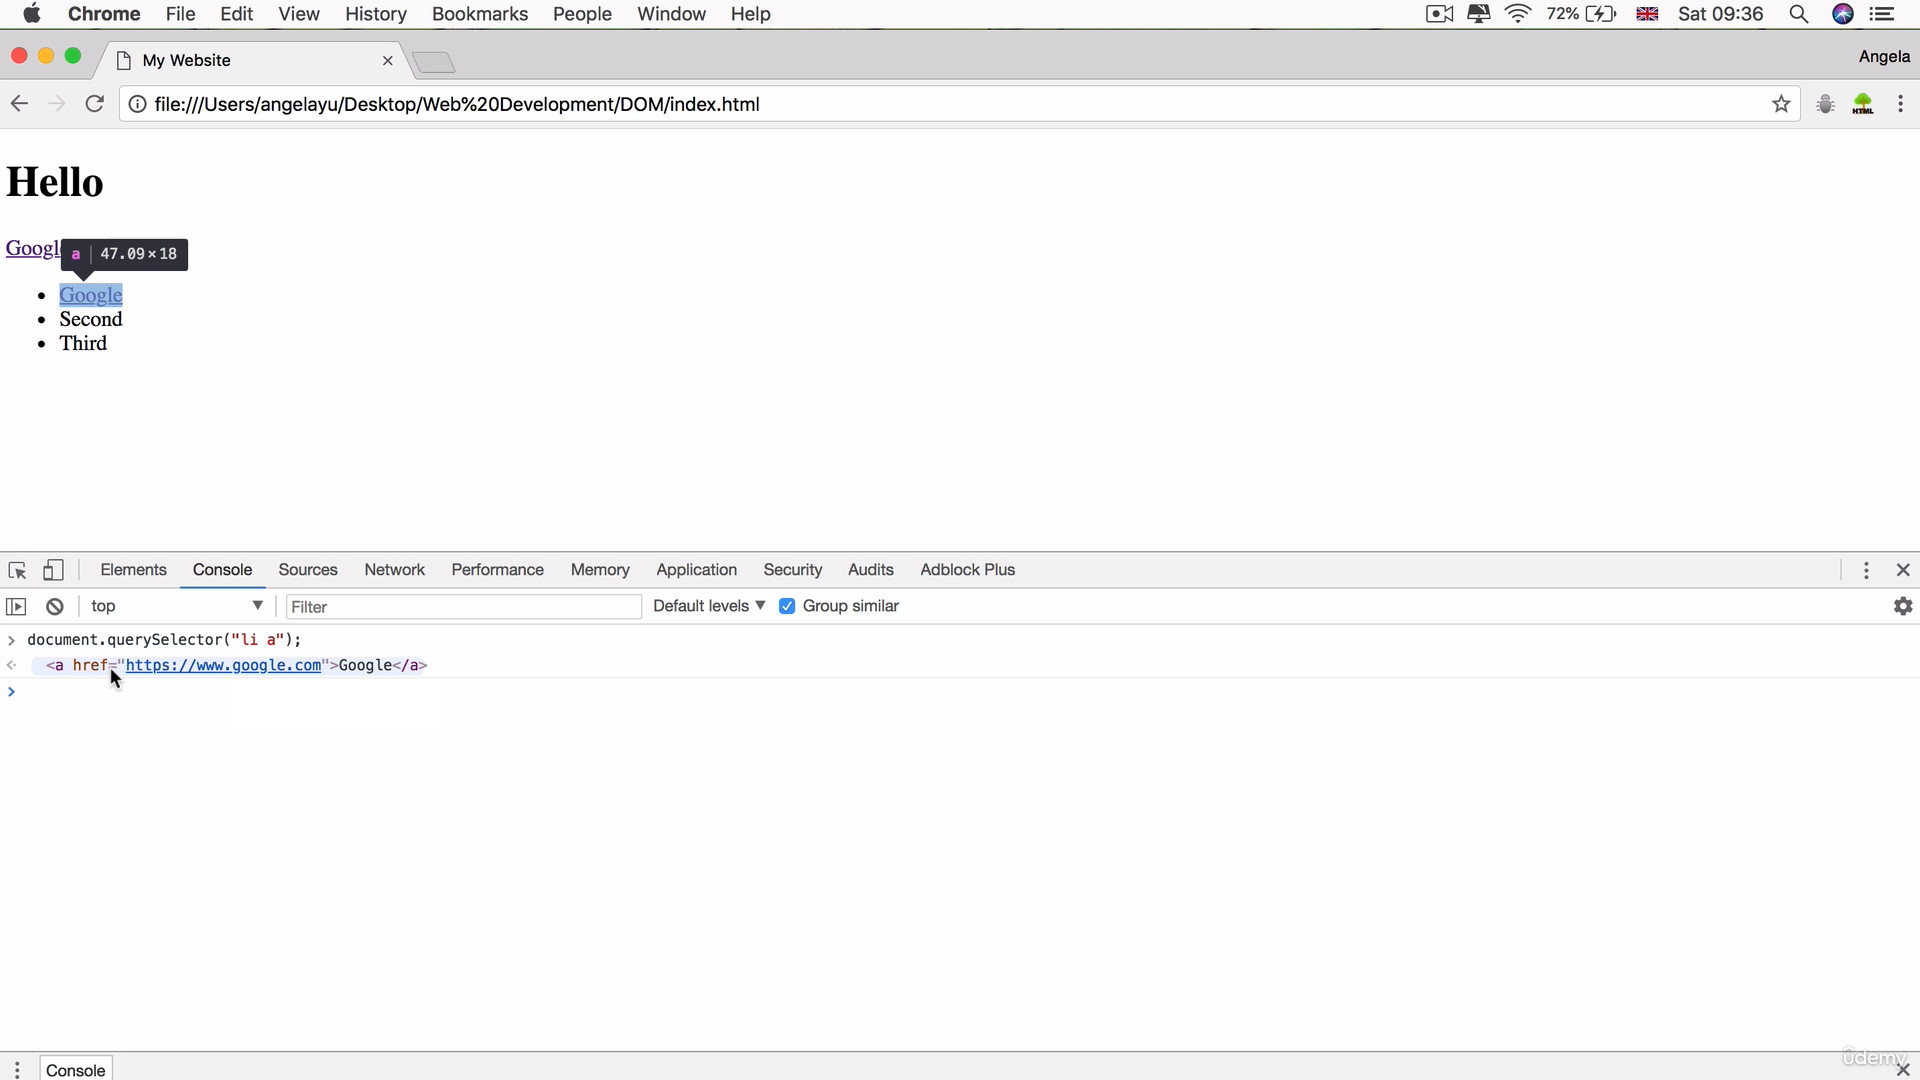 Chrome File Edit View History Bookmarks People Window Help 72% Sat 09:36
My Website Angela
file:///Users/angelayu/Desktop/Web%20Development/DOM/index.html
HTML
Hello
Googl
a 47.09×18
Google
Second
Third
Elements Console Sources Network Performance Memory Application Security Audits Adblock Plus
top Filter Default levels Group similar
document.querySelector("li a");
<a href="https://www.google.com">Google</a>
Console
ûdemy